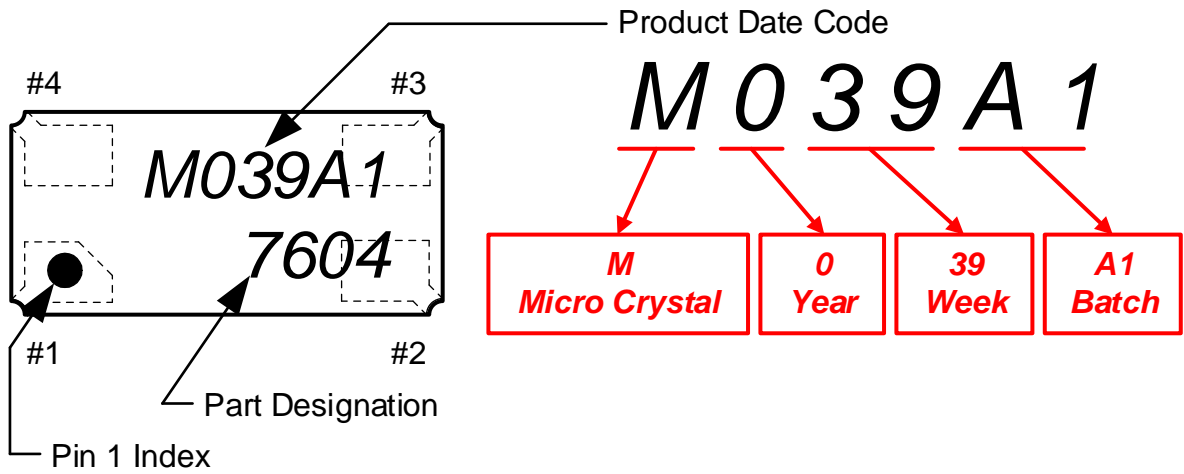 Product Date Code
#4
#3
M039A1
7604
#1
#2
Part Designation
Pin 1 Index
M 0 3 9 A 1
M
Micro Crystal
0
Year
39
Week
A1
Batch